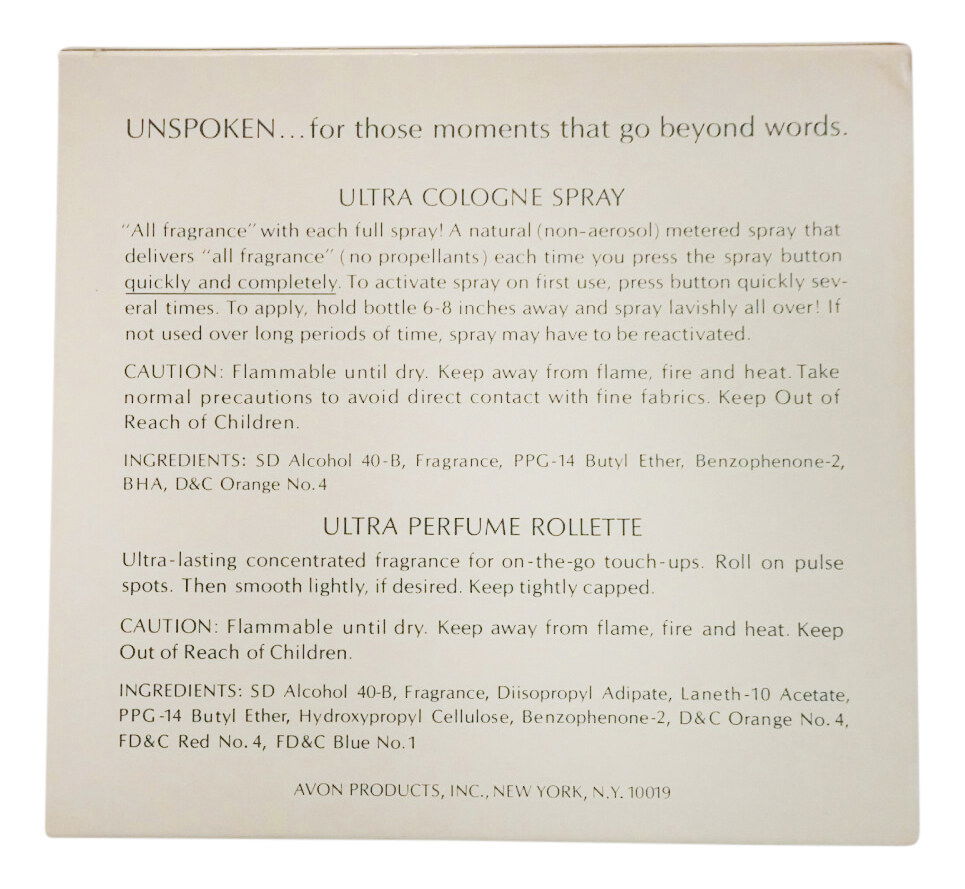 UNSPOKEN...for those moments that go beyond words.
ULTRA COLOGNE SPRAY
"All fragrance" with each full spray! A natural (non-aerosol) metered spray that
delivers "all fragrance" (no propellants) each time you press the spray button
quickly and completely. To activate spray on first use, press button quickly sev-
eral times. To apply, hold bottle 6-8 inches away and spray lavishly all over! If
not used over long periods of time, spray may have to be reactivated.
CAUTION: Flammable until dry. Keep away from flame, fire and heat. Take
normal precautions to avoid direct contact with fine fabrics. Keep Out of
Reach of Children.
INGREDIENTS: SD Alcohol 40-B, Fragrance, PPG-14 Butyl Ether, Benzophenone-2,
BHA, D&C Orange No. 4
ULTRA PERFUME ROLLETTE
Ultra-lasting concentrated fragrance for on-the-go touch-ups. Roll on pulse
spots. Then smooth lightly, if desired. Keep tightly capped.
CAUTION: Flammable until dry. Keep away from flame, fire and heat. Keep
Out of Reach of Children.
INGREDIENTS: SD Alcohol 40-B, Fragrance, Diisopropyl Adipate, Laneth-10 Acetate,
PPG-14 Butyl Ether, Hydroxypropyl Cellulose, Benzophenone-2, D&C Orange No. 4,
FD&C Red No. 4, FD&C Blue No. 1
AVON PRODUCTS, INC., NEW YORK, N.Y. 10019